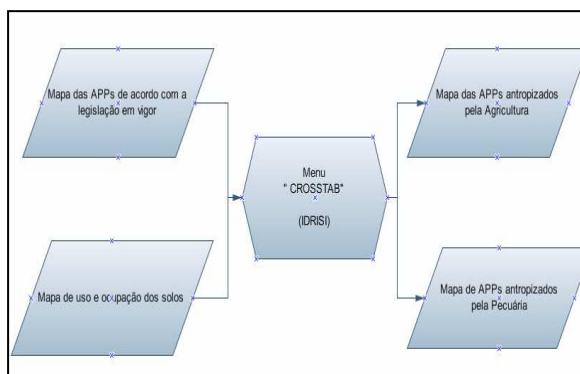 Mapa das APPs de acordo com a
legislação em vigor
Mapa de uso e ocupação dos solos
Menu
" CROSSTAB"
(IDRISI)
Mapa das APPs antropizados
pela Agricultura
Mapa de APPs antropizados
pela Pecuária